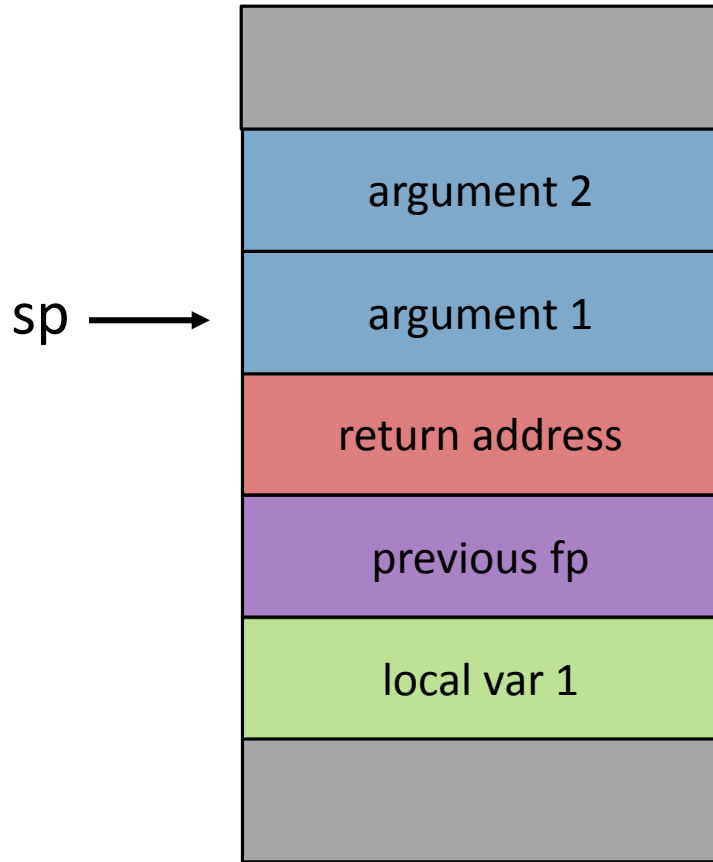 argument 2
sp
argument 1
return address
previous fp
local var 1